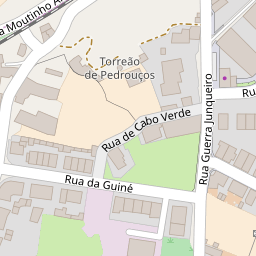 a Moutinho A
Torreão
de Pedrouços
Rua de Cabo Verde
Ru
Rua Guerra Junqueiro
Rua da Guiné